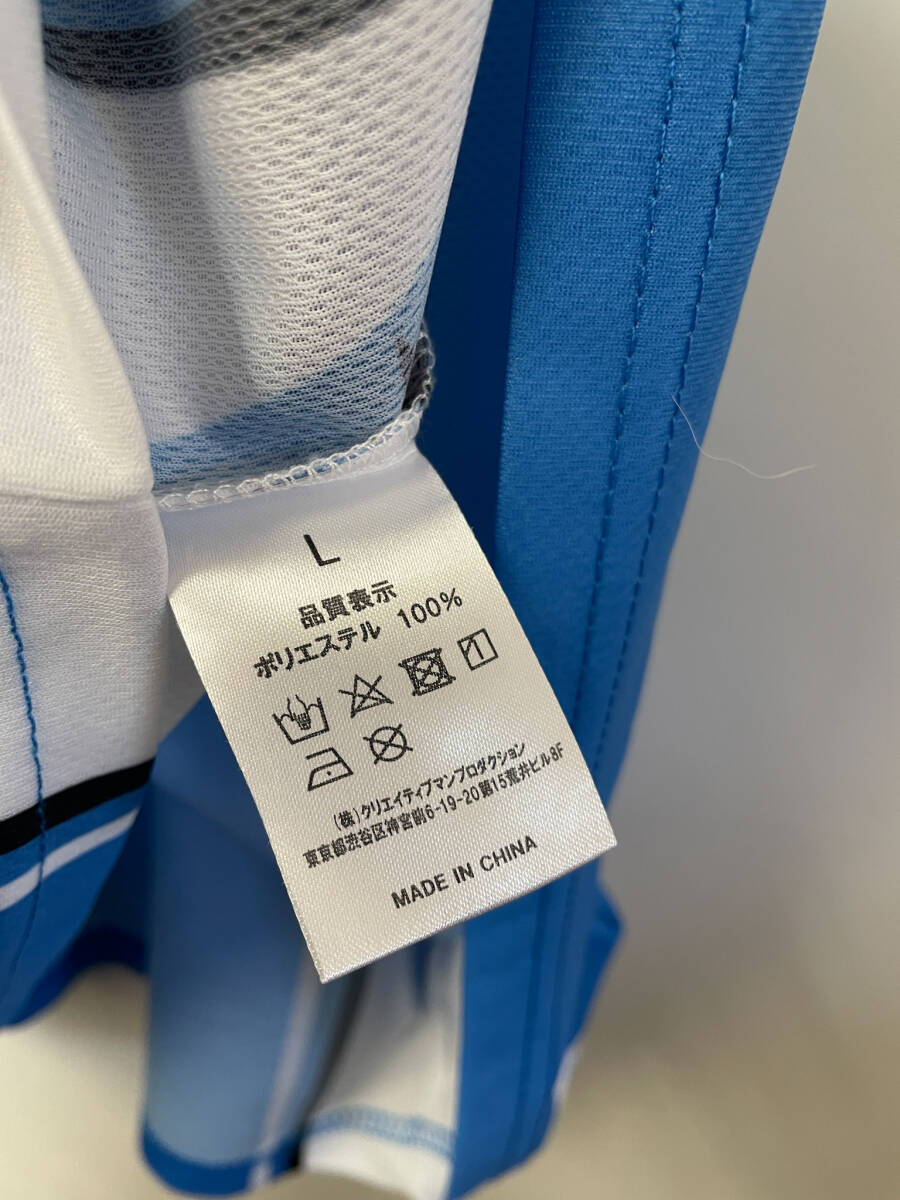 L
品質表示
ポリエステル 100%
(株)クリエイティブマンプロダクション
東京都渋谷区神宮前6-19-20第15荒井ビル8F
MADE IN CHINA